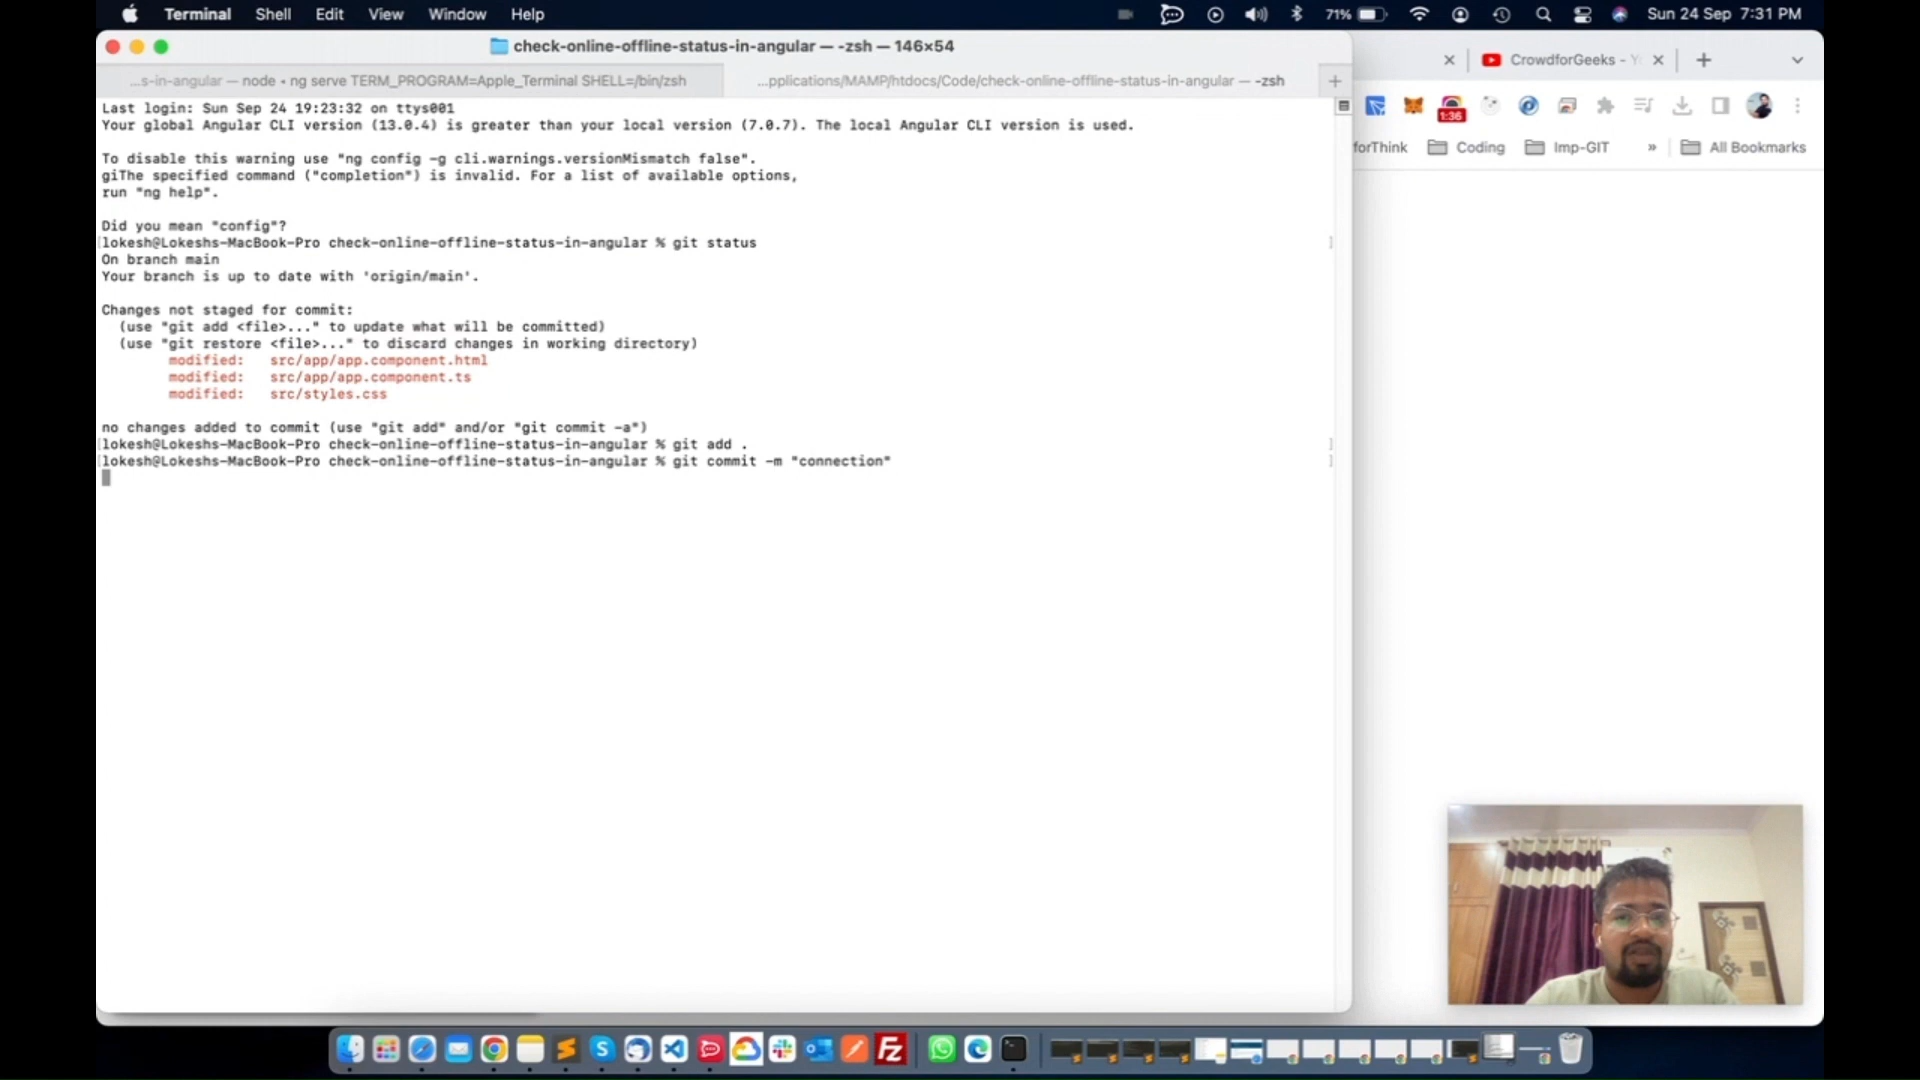 Terminal Shell Edit View Window Help 71% Sun 24 Sep 7:31 PM
check-online-offline-status-in-angular — -zsh — 146×54
...s-in-angular — node • ng serve TERM_PROGRAM=Apple_Terminal SHELL=/bin/zsh
...pplications/MAMP/htdocs/Code/check-online-offline-status-in-angular — -zsh
CrowdforGeeks -
1:36
forThink Coding Imp-GIT » All Bookmarks
Last login: Sun Sep 24 19:23:32 on ttys001
Your global Angular CLI version (13.0.4) is greater than your local version (7.0.7). The local Angular CLI version is used.
To disable this warning use "ng config -g cli.warnings.versionMismatch false".
giThe specified command ("completion") is invalid. For a list of available options,
run "ng help".
Did you mean "config"?
lokesh@Lokeshs-MacBook-Pro check-online-offline-status-in-angular % git status
On branch main
Your branch is up to date with 'origin/main'.
Changes not staged for commit:
(use "git add <file>..." to update what will be committed)
(use "git restore <file>..." to discard changes in working directory)
modified: src/app/app.component.html
modified: src/app/app.component.ts
modified: src/styles.css
no changes added to commit (use "git add" and/or "git commit -a")
lokesh@Lokeshs-MacBook-Pro check-online-offline-status-in-angular % git add .
lokesh@Lokeshs-MacBook-Pro check-online-offline-status-in-angular % git commit -m "connection"